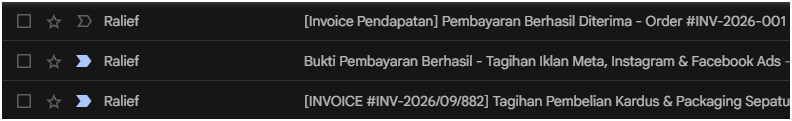 Ralief [Invoice Pendapatan] Pembayaran Berhasil Diterima - Order #INV-2026-001
Ralief Bukti Pembayaran Berhasil - Tagihan Iklan Meta, Instagram & Facebook Ads -
Ralief [INVOICE #INV-2026/09/882] Tagihan Pembelian Kardus & Packaging Sepatu